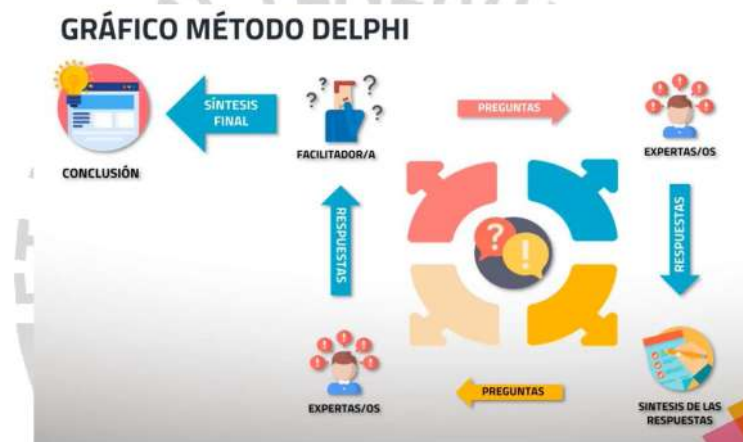 GRÁFICO MÉTODO DELPHI
SÍNTESIS
FINAL
PREGUNTAS
FACILITADOR/A
EXPERTAS/OS
CONCLUSIÓN
RESPUESTAS
RESPUESTAS
EXPERTAS/OS
PREGUNTAS
SINTESIS DE LAS
RESPUESTAS